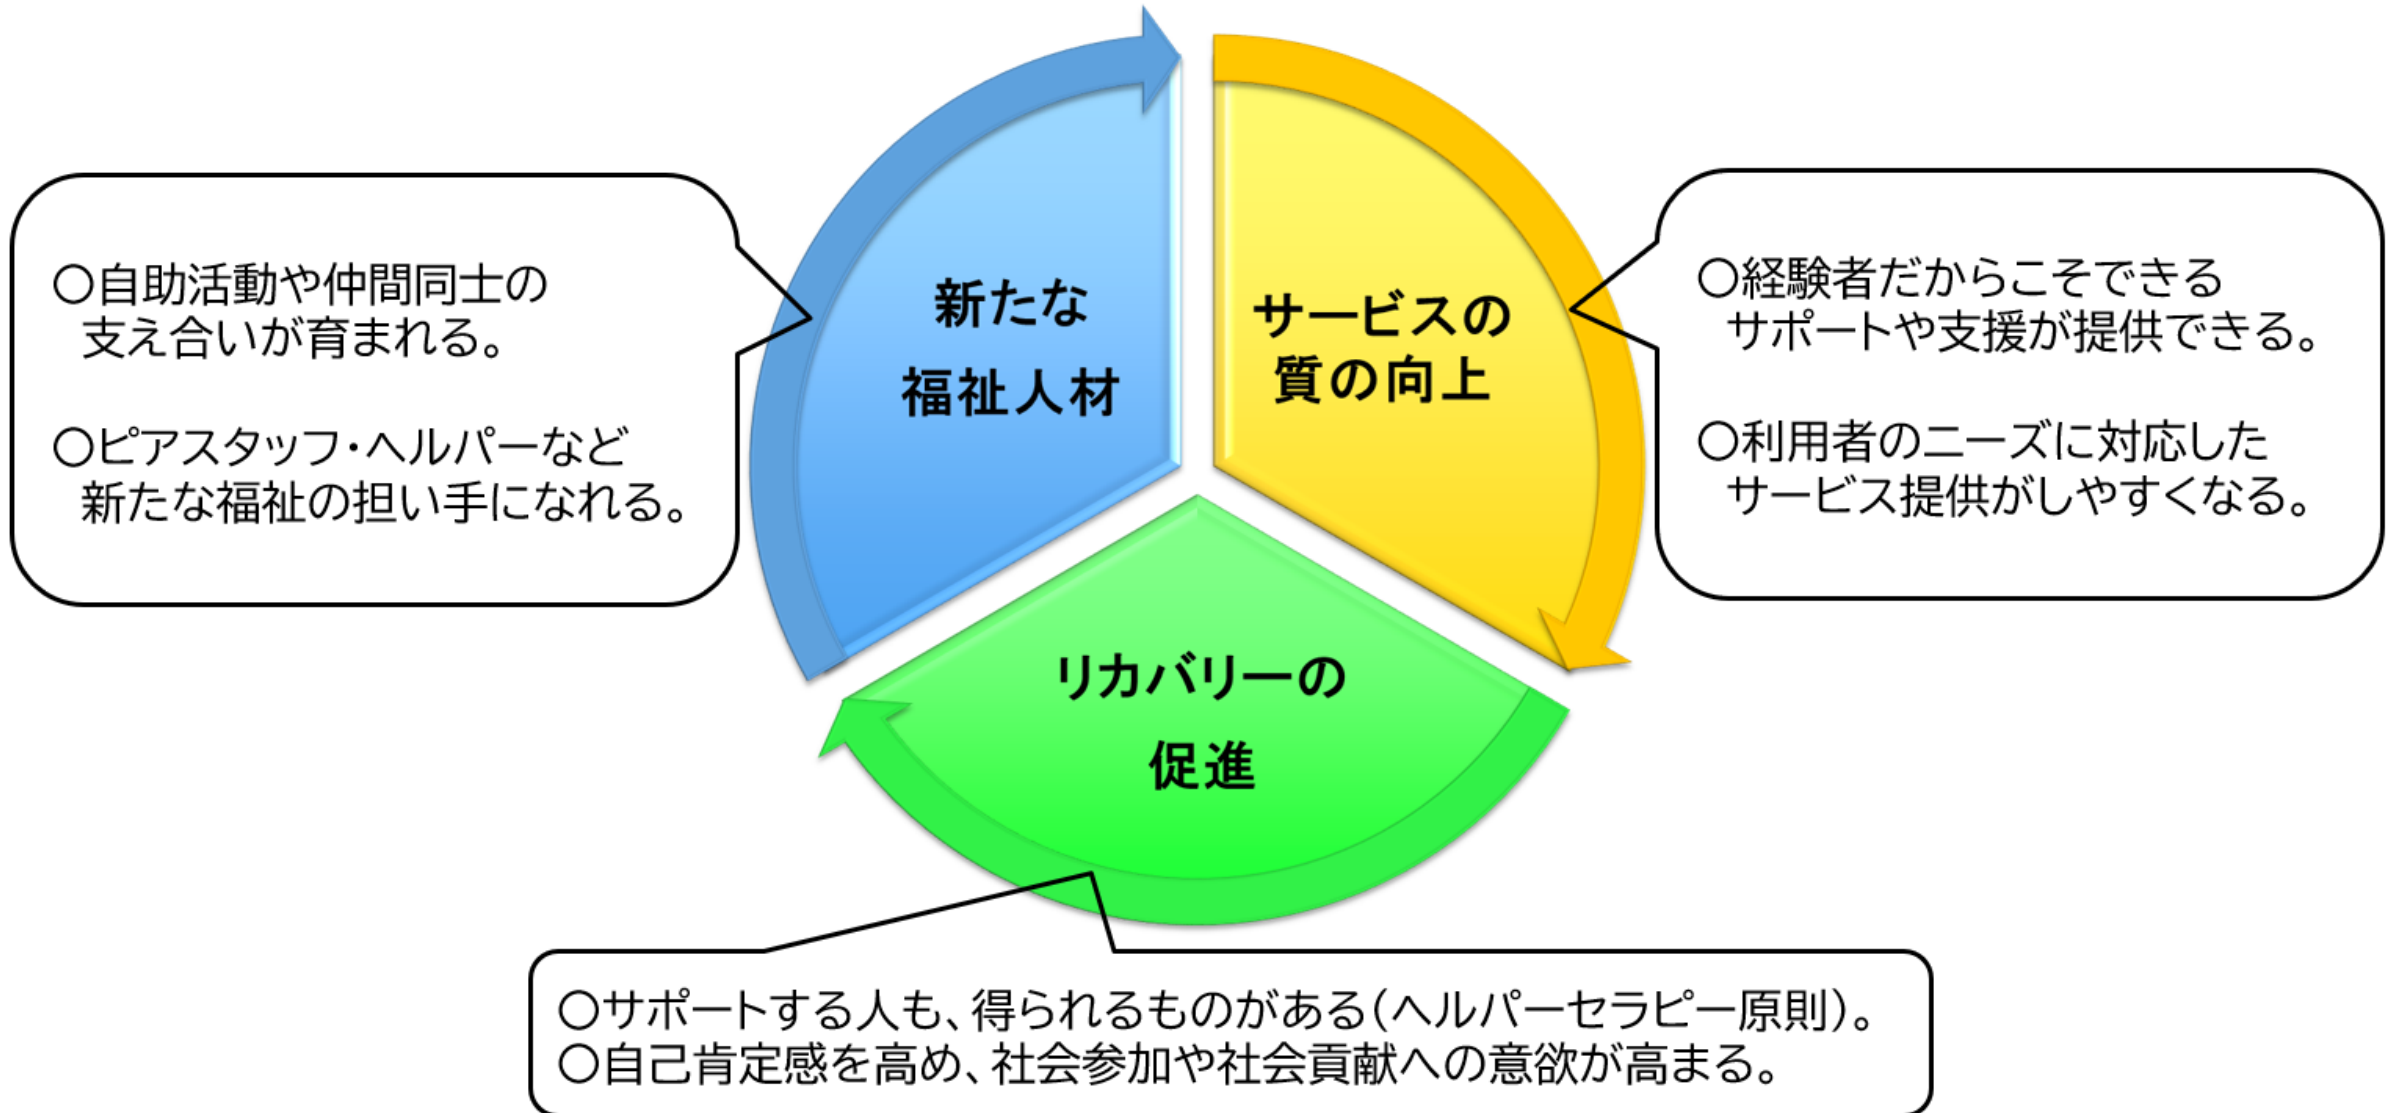 〇自助活動や仲間同士の
支え合いが育まれる。
〇ピアスタッフ・ヘルパーなど
新たな福祉の担い手になれる。
新たな
福祉人材
サービスの
質の向上
〇経験者だからこそできる
サポートや支援が提供できる。
〇利用者のニーズに対応した
サービス提供がしやすくなる。
リカバリーの
促進
〇サポートする人も、得られるものがある(ヘルパーセラピー原則)。
〇自己肯定感を高め、社会参加や社会貢献への意欲が高まる。